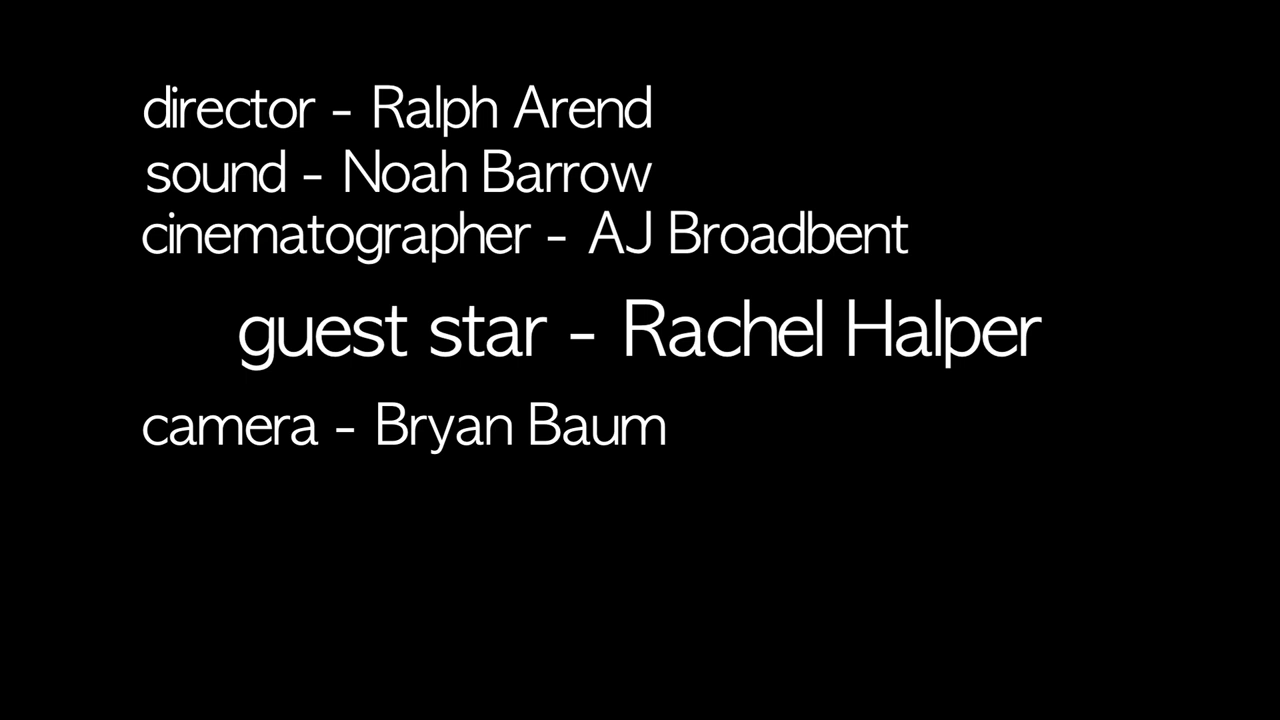 director - Ralph Arend
sound - Noah Barrow
cinematographer - AJ Broadbent
guest star - Rachel Halper
camera - Bryan Baum